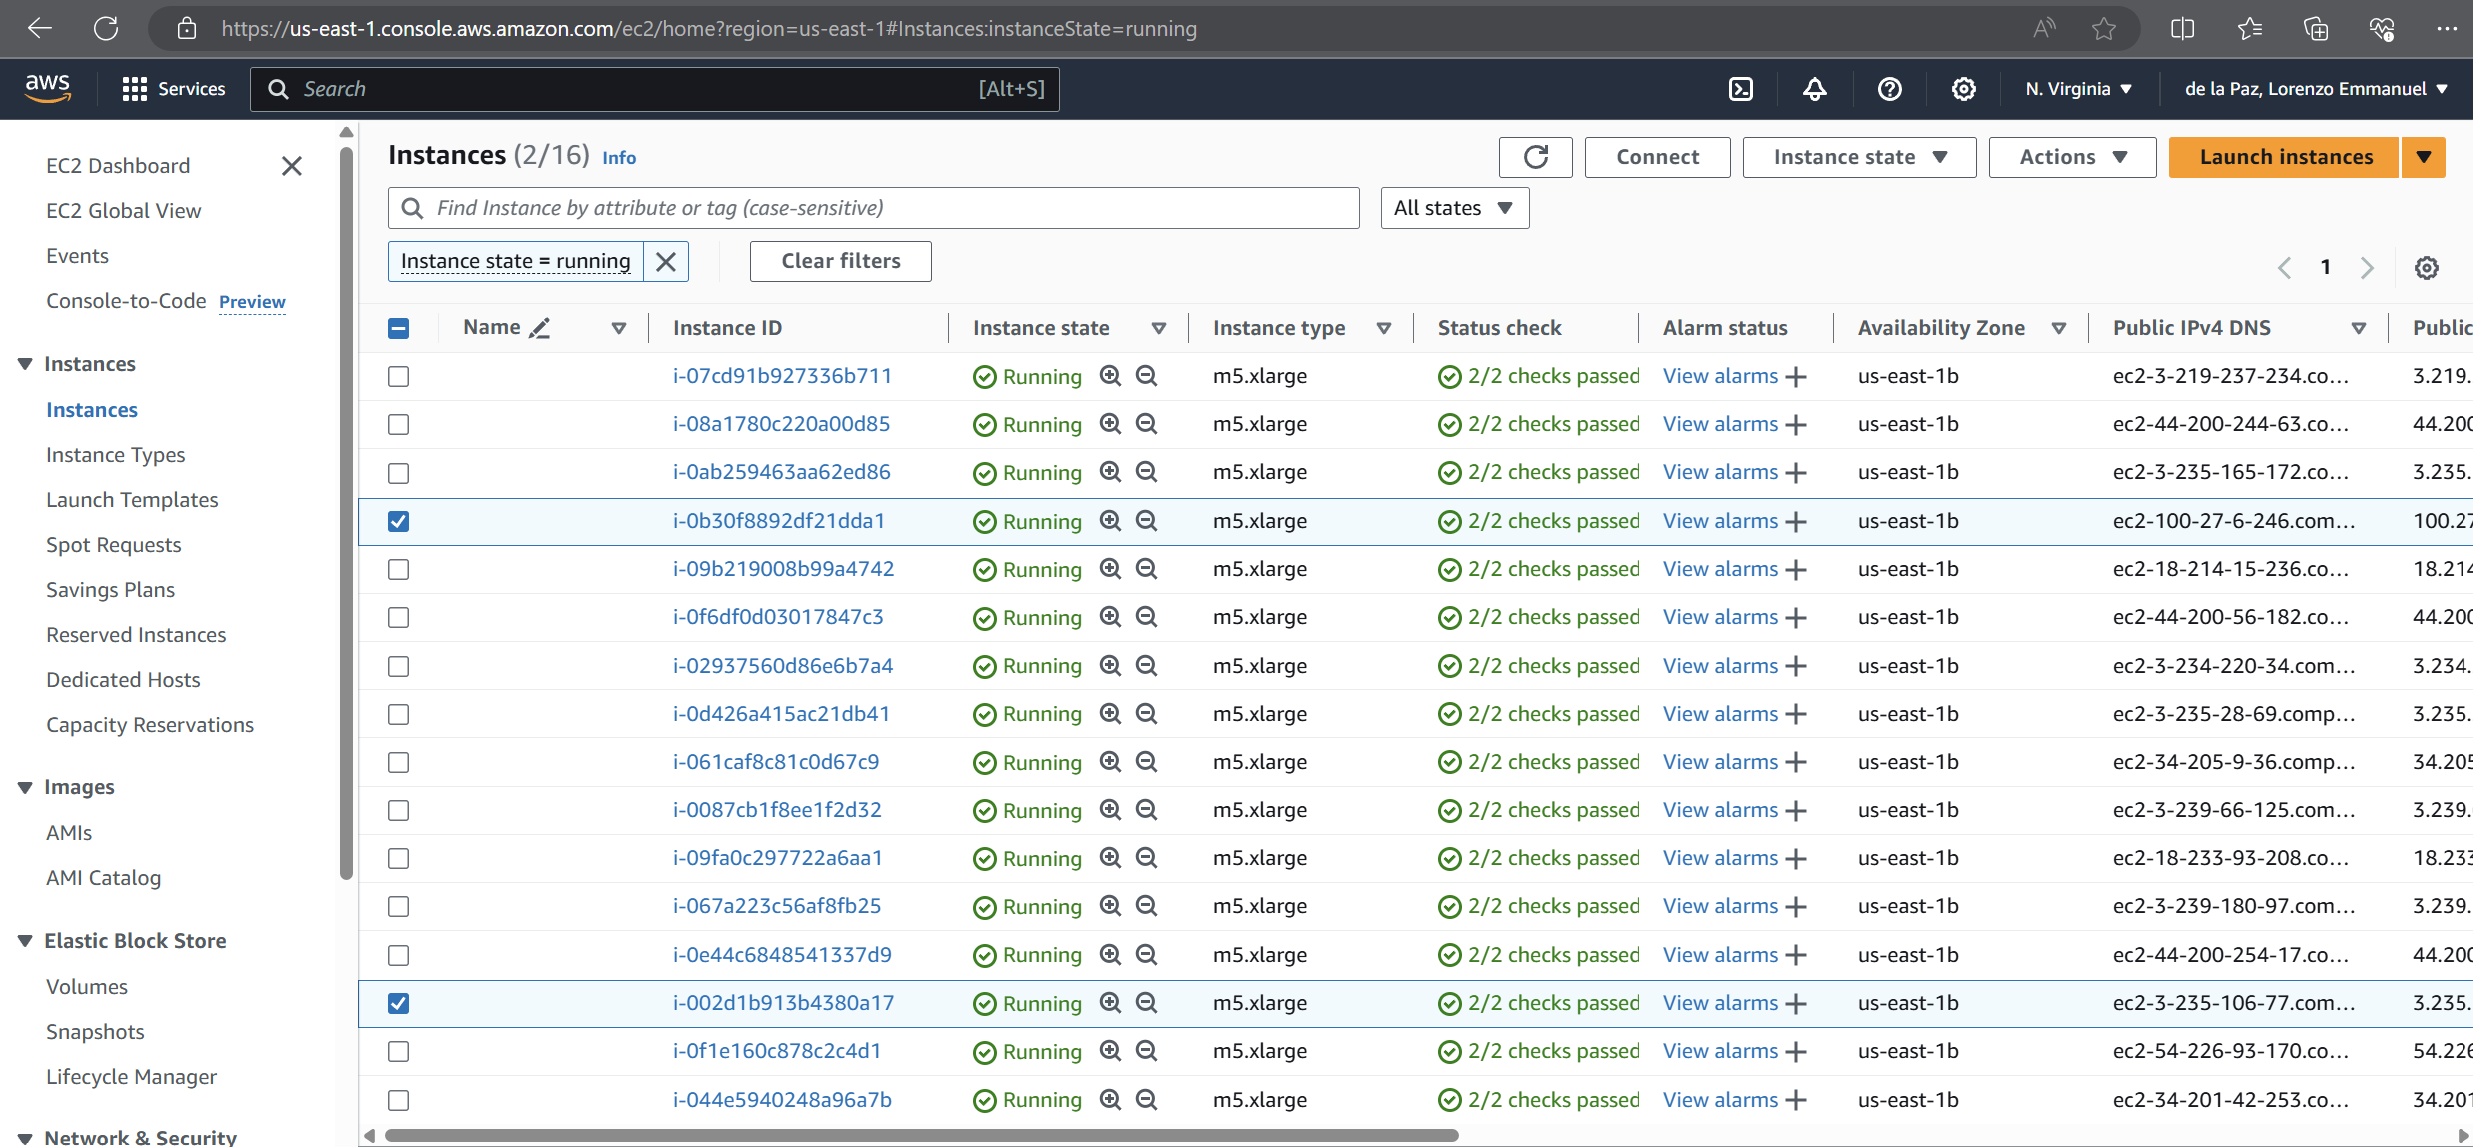 https://us-east-1.console.aws.amazon.com/ec2/home?region=us-east-1#Instances:instanceState=running
aws Services Search [Alt+S] N. Virginia de la Paz, Lorenzo Emmanuel
EC2 Dashboard
EC2 Global View
Events
Console-to-Code Preview
Instances
Instances
Instance Types
Launch Templates
Spot Requests
Savings Plans
Reserved Instances
Dedicated Hosts
Capacity Reservations
Images
AMIs
AMI Catalog
Elastic Block Store
Volumes
Snapshots
Lifecycle Manager
Network & Security
Instances (2/16) Info Connect Instance state Actions Launch instances
Find Instance by attribute or tag (case-sensitive) All states
Instance state = running Clear filters 1
Name Instance ID Instance state Instance type Status check Alarm status Availability Zone Public IPv4 DNS Public
i-07cd91b927336b711 Running m5.xlarge 2/2 checks passed View alarms us-east-1b ec2-3-219-237-234.co... 3.219.
i-08a1780c220a00d85 Running m5.xlarge 2/2 checks passed View alarms us-east-1b ec2-44-200-244-63.co... 44.200
i-0ab259463aa62ed86 Running m5.xlarge 2/2 checks passed View alarms us-east-1b ec2-3-235-165-172.co... 3.235.
i-0b30f8892df21dda1 Running m5.xlarge 2/2 checks passed View alarms us-east-1b ec2-100-27-6-246.com... 100.27
i-09b219008b99a4742 Running m5.xlarge 2/2 checks passed View alarms us-east-1b ec2-18-214-15-236.co... 18.214
i-0f6df0d03017847c3 Running m5.xlarge 2/2 checks passed View alarms us-east-1b ec2-44-200-56-182.co... 44.200
i-02937560d86e6b7a4 Running m5.xlarge 2/2 checks passed View alarms us-east-1b ec2-3-234-220-34.com... 3.234.
i-0d426a415ac21db41 Running m5.xlarge 2/2 checks passed View alarms us-east-1b ec2-3-235-28-69.comp... 3.235.
i-061caf8c81c0d67c9 Running m5.xlarge 2/2 checks passed View alarms us-east-1b ec2-34-205-9-36.comp... 34.205
i-0087cb1f8ee1f2d32 Running m5.xlarge 2/2 checks passed View alarms us-east-1b ec2-3-239-66-125.com... 3.239.
i-09fa0c297722a6aa1 Running m5.xlarge 2/2 checks passed View alarms us-east-1b ec2-18-233-93-208.co... 18.233
i-067a223c56af8fb25 Running m5.xlarge 2/2 checks passed View alarms us-east-1b ec2-3-239-180-97.com... 3.239.
i-0e44c6848541337d9 Running m5.xlarge 2/2 checks passed View alarms us-east-1b ec2-44-200-254-17.co... 44.200
i-002d1b913b4380a17 Running m5.xlarge 2/2 checks passed View alarms us-east-1b ec2-3-235-106-77.com... 3.235.
i-0f1e160c878c2c4d1 Running m5.xlarge 2/2 checks passed View alarms us-east-1b ec2-54-226-93-170.co... 54.226
i-044e5940248a96a7b Running m5.xlarge 2/2 checks passed View alarms us-east-1b ec2-34-201-42-253.co... 34.201